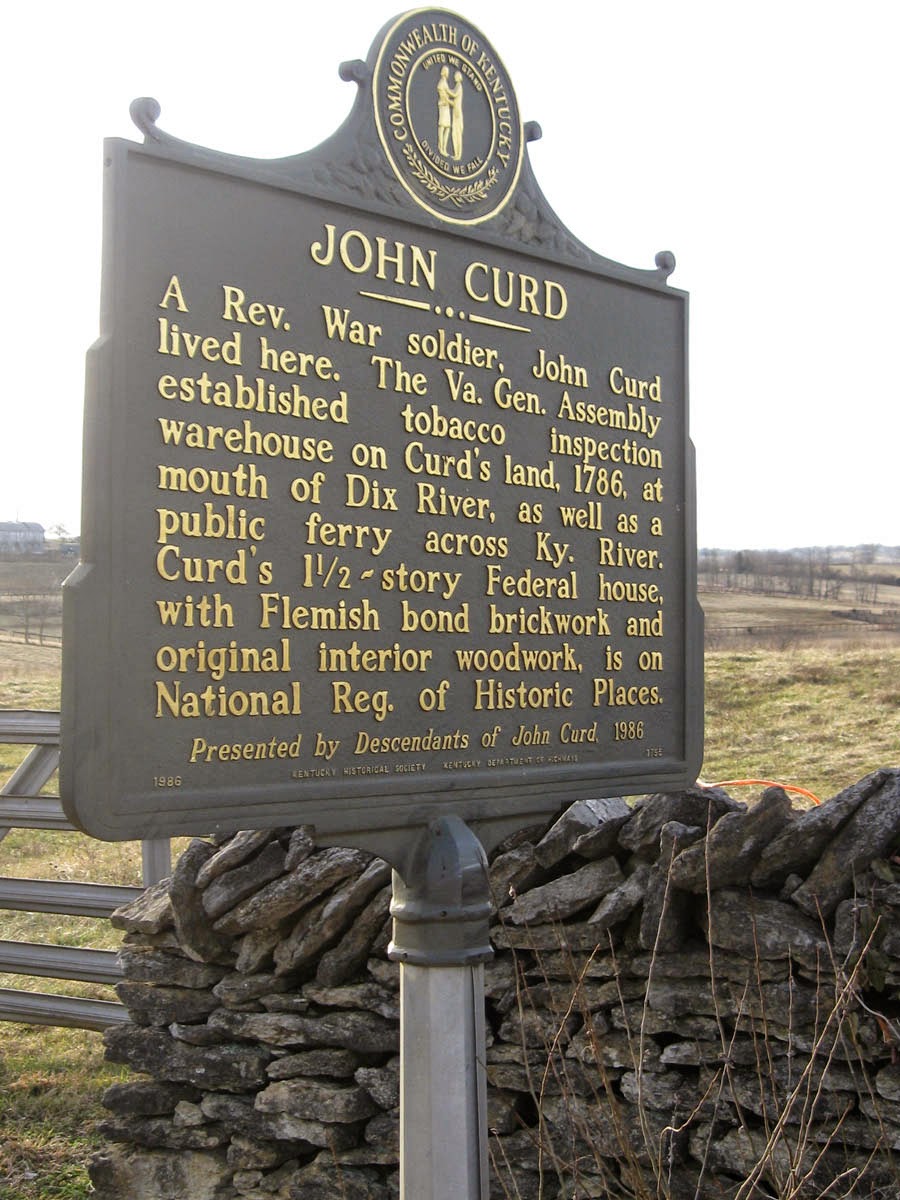 COMMONWEALTH OF KENTUCKY
UNITED WE STAND
DIVIDED WE FALL
JOHN CURD
A Rev. War soldier, John Curd
lived here. The Va. Gen. Assembly
established tobacco inspection
warehouse on Curd's land, 1786, at
mouth of Dix River, as well as a
public ferry across Ky. River.
Curd's 1½-story Federal house,
with Flemish bond brickwork and
original interior woodwork, is on
National Reg. of Historic Places.
Presented by Descendants of John Curd, 1986
1986 KENTUCKY HISTORICAL SOCIETY KENTUCKY DEPARTMENT OF HIGHWAYS